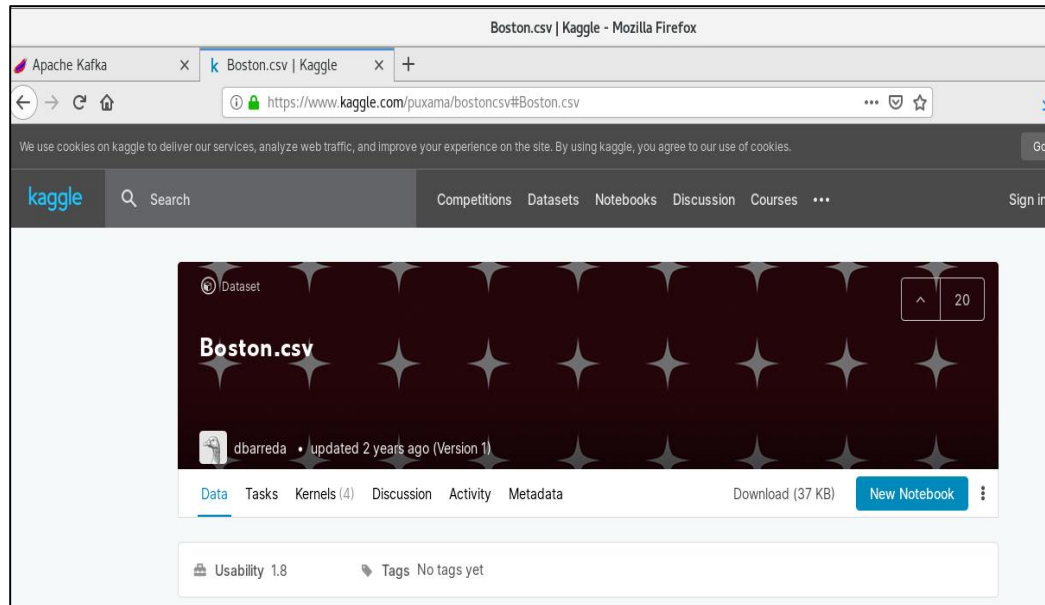 Boston.csv | Kaggle - Mozilla Firefox
Apache Kafka × k Boston.csv | Kaggle × +
https://www.kaggle.com/puxama/bostoncsv#Boston.csv
We use cookies on kaggle to deliver our services, analyze web traffic, and improve your experience on the site. By using kaggle, you agree to our use of cookies.
kaggle Search Competitions Datasets Notebooks Discussion Courses ••• Sign in
Dataset
20
Boston.csv
dbarreda • updated 2 years ago (Version 1)
Data Tasks Kernels (4) Discussion Activity Metadata Download (37 KB) New Notebook
Usability 1.8 Tags No tags yet